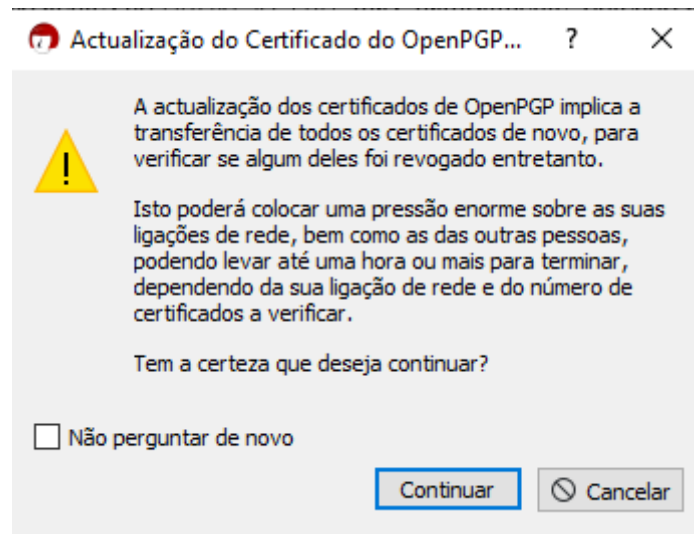 Actualização do Certificado do OpenPGP...
A actualização dos certificados de OpenPGP implica a
transferência de todos os certificados de novo, para
verificar se algum deles foi revogado entretanto.
Isto poderá colocar uma pressão enorme sobre as suas
ligações de rede, bem como as das outras pessoas,
podendo levar até uma hora ou mais para terminar,
dependendo da sua ligação de rede e do número de
certificados a verificar.
Tem a certeza que deseja continuar?
Não perguntar de novo
Continuar
Cancelar